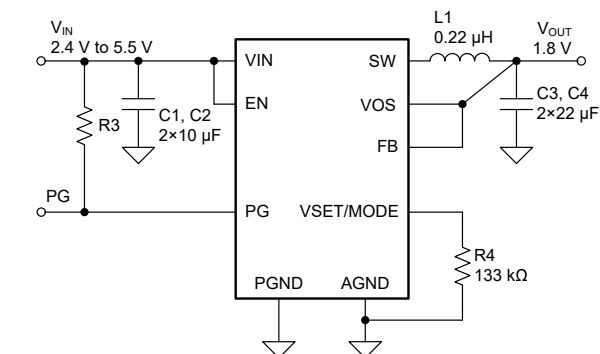 VIN
2.4 V to 5.5 V
L1
0.22 µH
VOUT
1.8 V
VIN
SW
EN
VOS
C1, C2
2×10 µF
C3, C4
2×22 µF
R3
FB
PG
PG
VSET/MODE
R4
133 kΩ
PGND
AGND